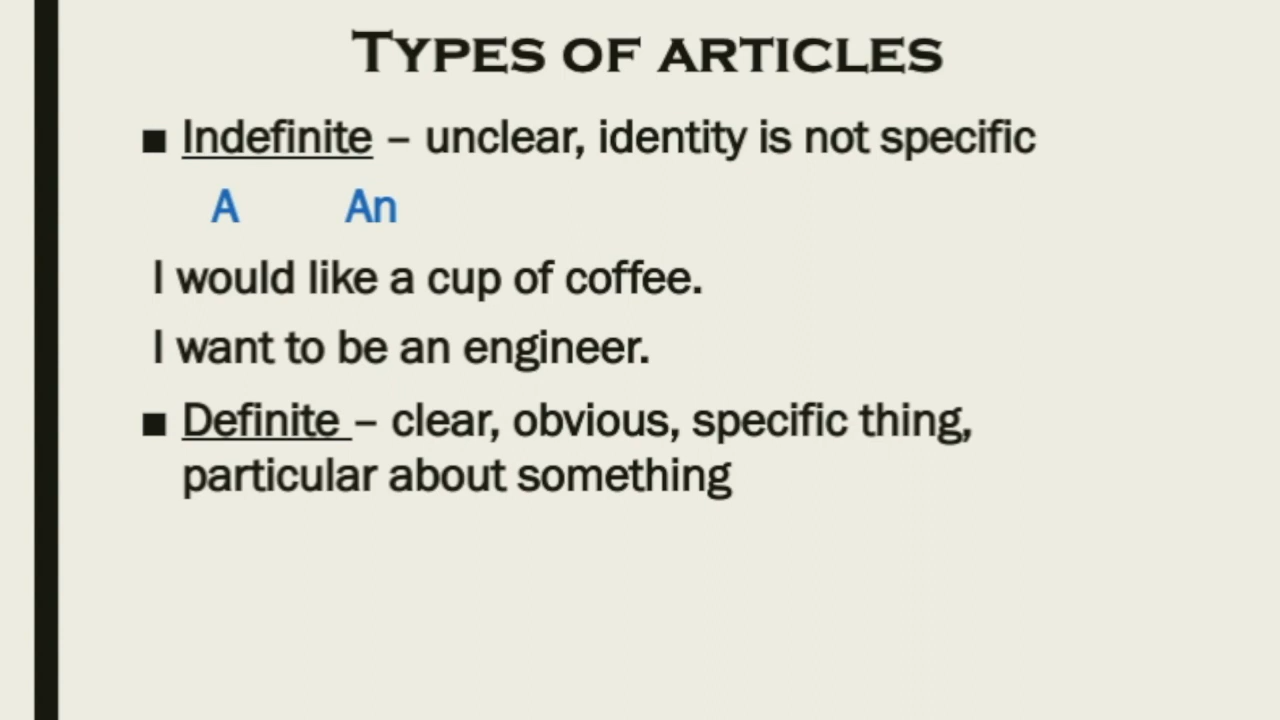 Types of articles
▪ Indefinite – unclear, identity is not specific
A An
I would like a cup of coffee.
I want to be an engineer.
▪ Definite – clear, obvious, specific thing,
particular about something